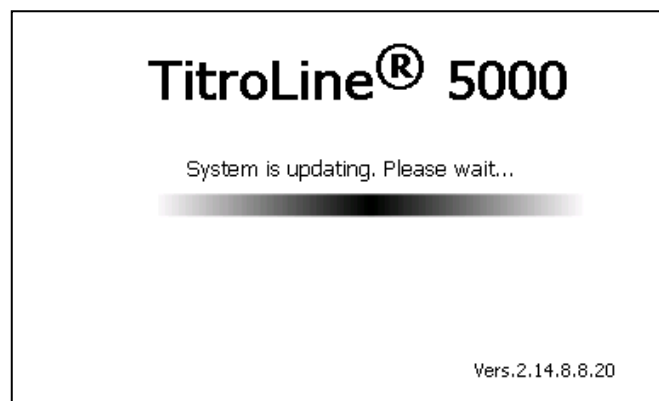 TitroLine® 5000
System is updating. Please wait...
Vers.2.14.8.8.20